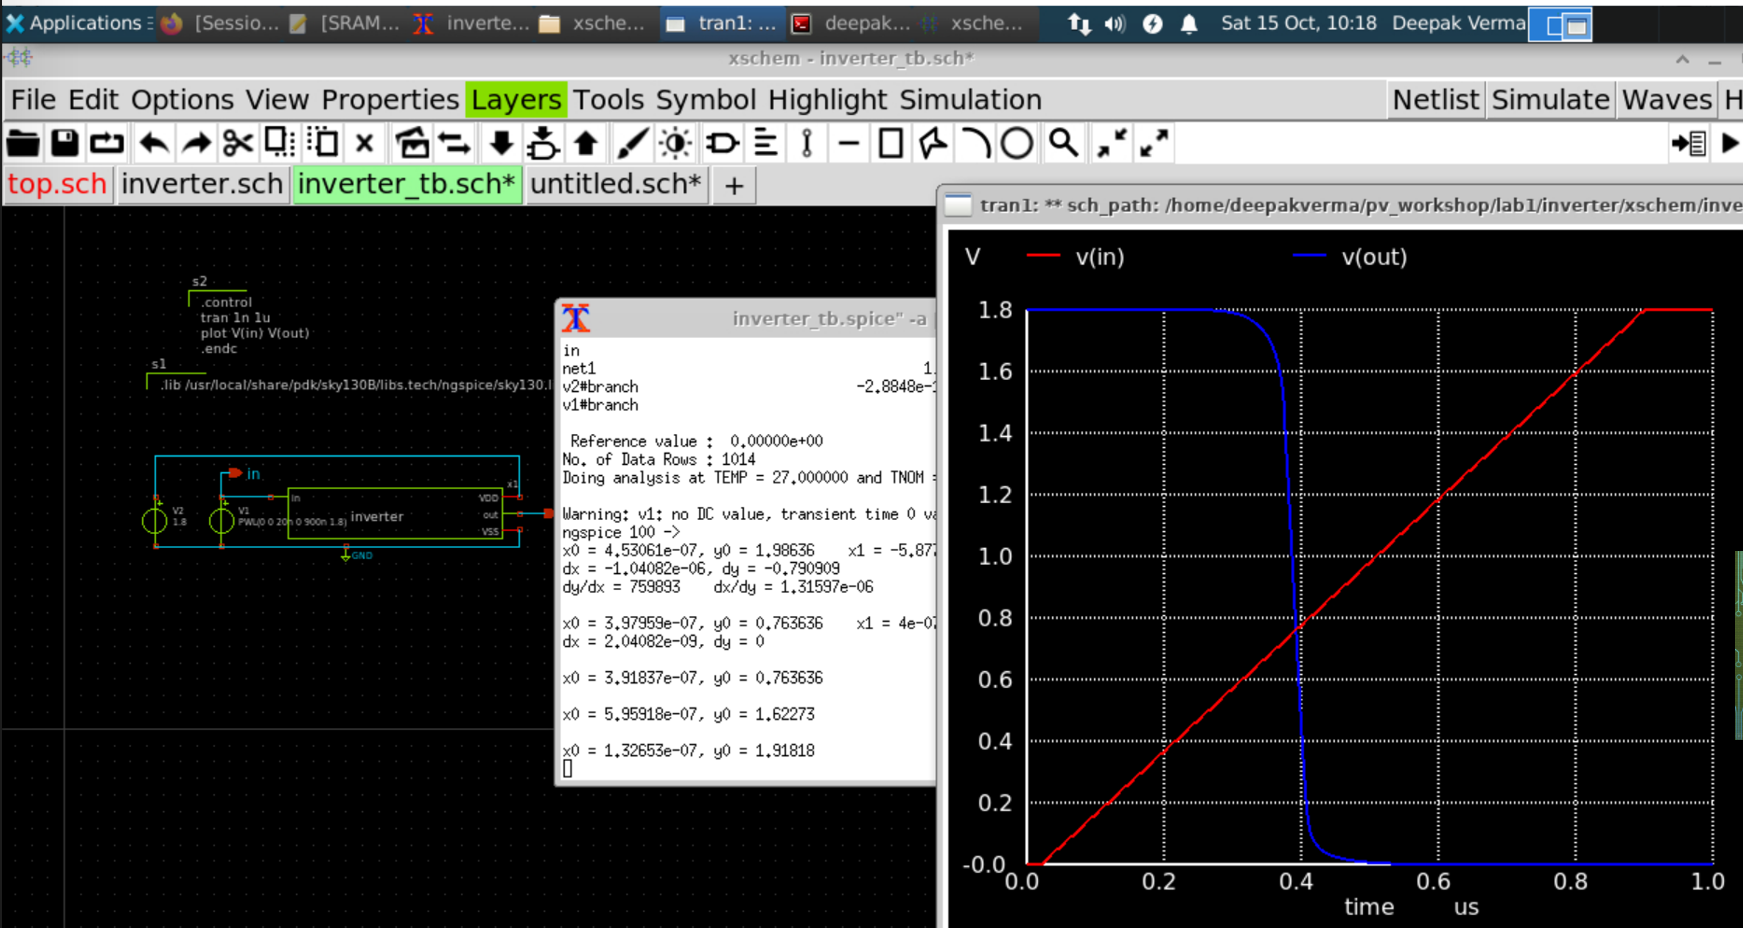 Applications
[Sessio...
[SRAM...
inverte...
xsche...
tran1: ...
deepak...
xsche...
Sat 15 Oct, 10:18
Deepak Verma
xschem - inverter_tb.sch*
File Edit Options View Properties Layers Tools Symbol Highlight Simulation
Netlist Simulate Waves H
top.sch
inverter.sch
inverter_tb.sch*
untitled.sch*
+
s2
.control
tran 1n 1u
plot V(in) V(out)
.endc
s1
.lib /usr/local/share/pdk/sky130B/libs.tech/ngspice/sky130.l
in
V2
1.8
V1
PWL(0 0 20n 0 900n 1.8)
in
inverter
x1
VDD
out
VSS
GND
inverter_tb.spice" -a
in
net1 1.
v2#branch -2.8848e-1
v1#branch
Reference value : 0.00000e+00
No. of Data Rows : 1014
Doing analysis at TEMP = 27.000000 and TNOM =
Warning: v1: no DC value, transient time 0 va
ngspice 100 ->
x0 = 4.53061e-07, y0 = 1.98636 x1 = -5.877
dx = -1.04082e-06, dy = -0.790909
dy/dx = 759893 dx/dy = 1.31597e-06
x0 = 3.97959e-07, y0 = 0.763636 x1 = 4e-07
dx = 2.04082e-09, dy = 0
x0 = 3.91837e-07, y0 = 0.763636
x0 = 5.95918e-07, y0 = 1.62273
x0 = 1.32653e-07, y0 = 1.91818
tran1: ** sch_path: /home/deepakverma/pv_workshop/lab1/inverter/xschem/inve
V v(in) v(out)
1.8
1.6
1.4
1.2
1.0
0.8
0.6
0.4
0.2
-0.0
0.0 0.2 0.4 0.6 0.8 1.0
time us